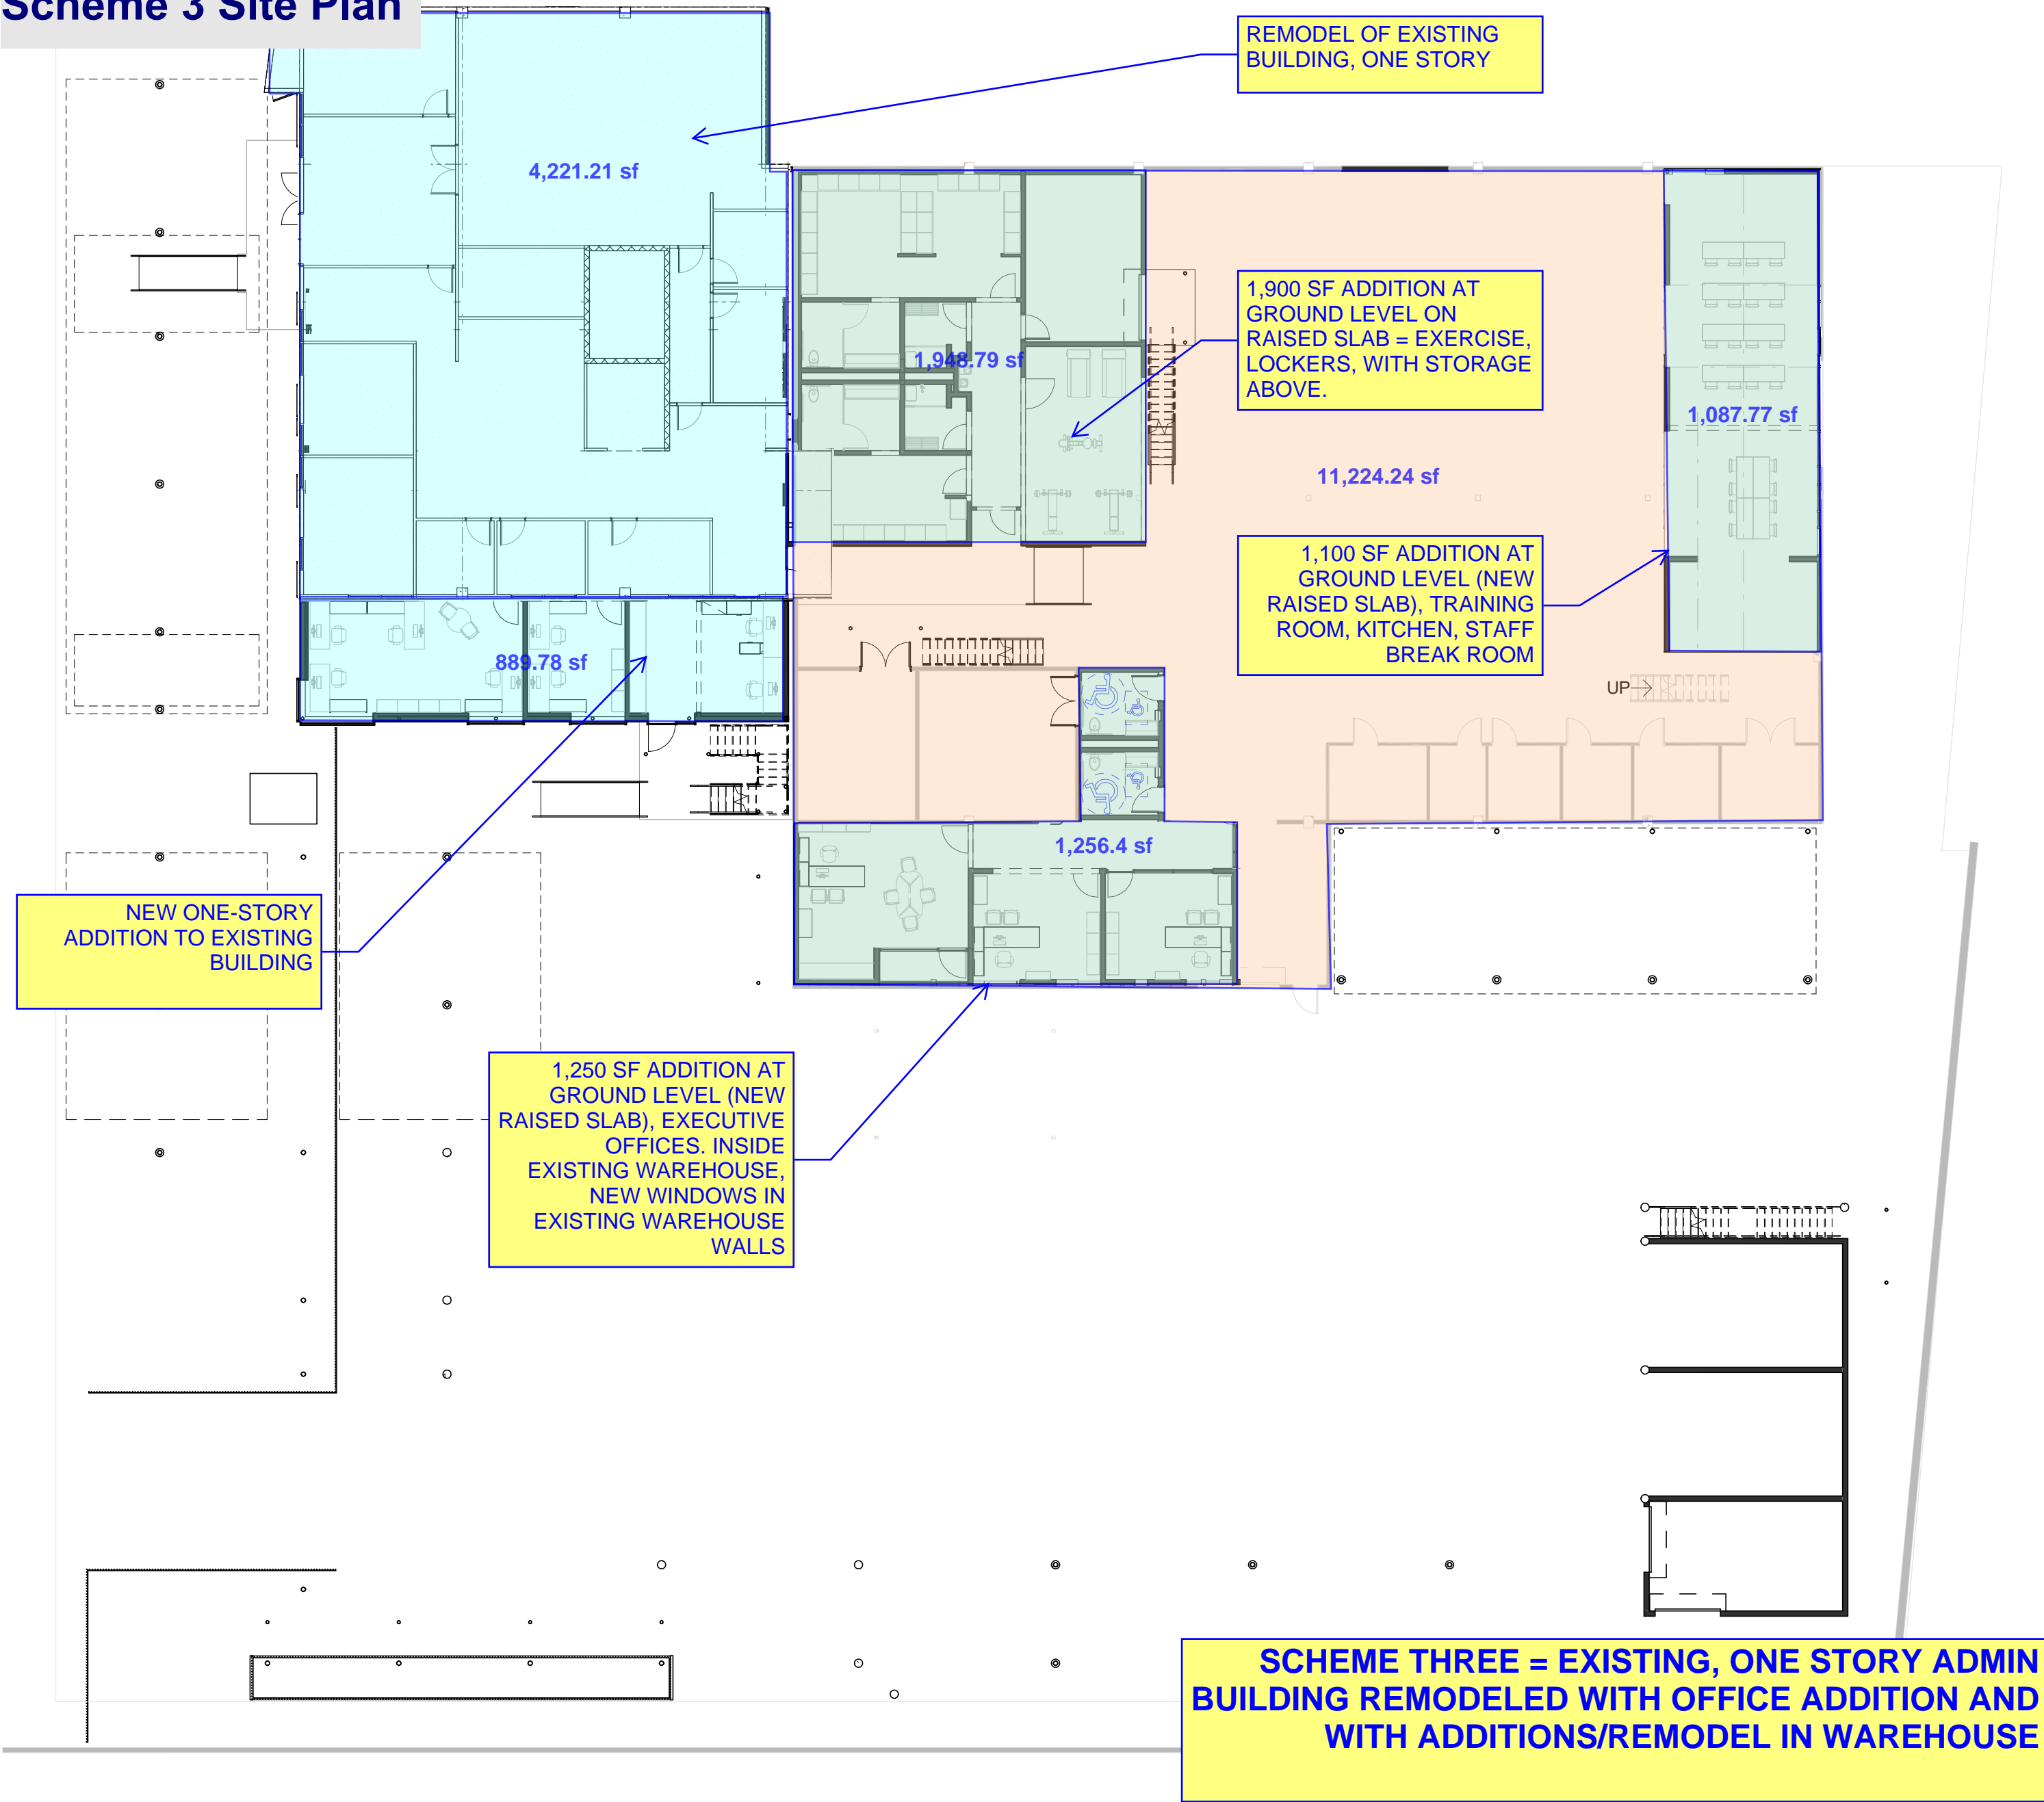 Scheme 3 Site Plan
REMODEL OF EXISTING
BUILDING, ONE STORY
4,221.21 sf
1,900 SF ADDITION AT
GROUND LEVEL ON
RAISED SLAB = EXERCISE,
LOCKERS, WITH STORAGE
ABOVE.
1,948.79 sf
1,087.77 sf
11,224.24 sf
1,100 SF ADDITION AT
GROUND LEVEL (NEW
RAISED SLAB), TRAINING
ROOM, KITCHEN, STAFF
BREAK ROOM
889.78 sf
UP
1,256.4 sf
NEW ONE-STORY
ADDITION TO EXISTING
BUILDING
1,250 SF ADDITION AT
GROUND LEVEL (NEW
RAISED SLAB), EXECUTIVE
OFFICES. INSIDE
EXISTING WAREHOUSE,
NEW WINDOWS IN
EXISTING WAREHOUSE
WALLS
SCHEME THREE = EXISTING, ONE STORY ADMIN
BUILDING REMODELED WITH OFFICE ADDITION AND
WITH ADDITIONS/REMODEL IN WAREHOUSE